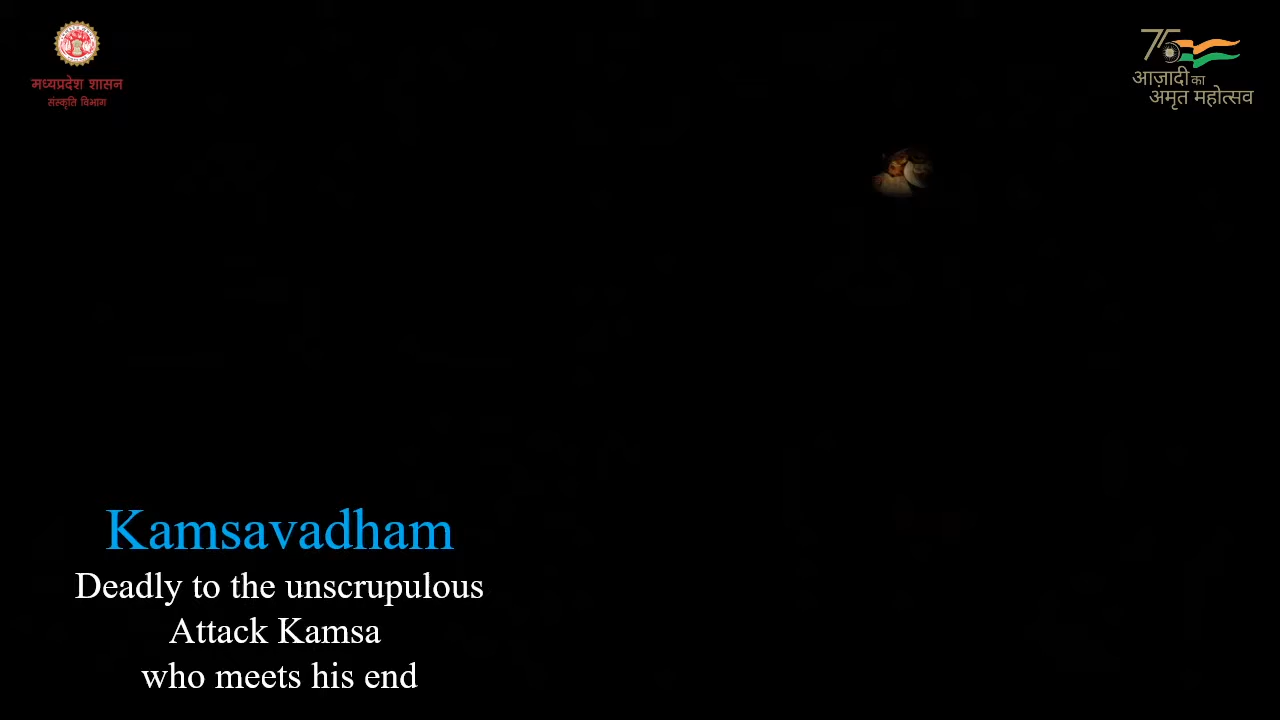 मध्यप्रदेश शासन
संस्कृति विभाग
75
आज़ादी का
अमृत महोत्सव
Kamsavadham
Deadly to the unscrupulous
Attack Kamsa
who meets his end